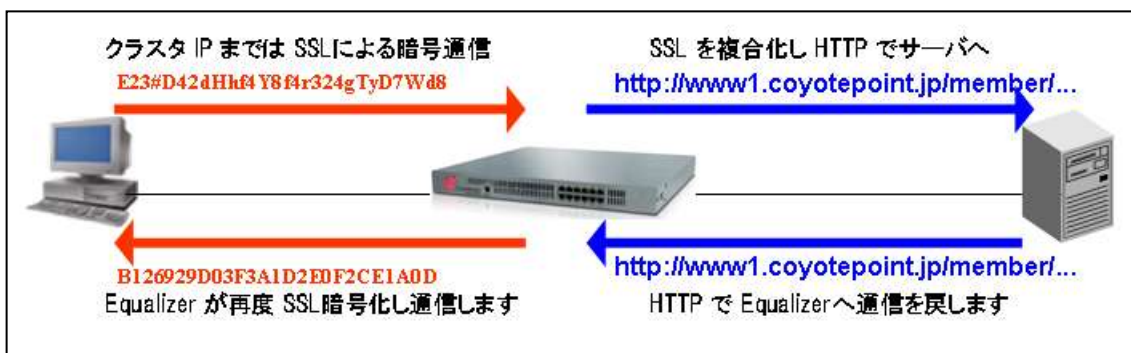 クラスタ IP までは SSLによる暗号通信
SSL を複合化し HTTP でサーバへ
E23#D42dHhf4Y8f4r324gTyD7Wd8
http://www1.coyotepoint.jp/member/...
B126929D03F3A1D2E0F2CE1A0D
http://www1.coyotepoint.jp/member/...
Equalizer が再度 SSL暗号化し通信します
HTTP で Equalizerへ通信を戻します